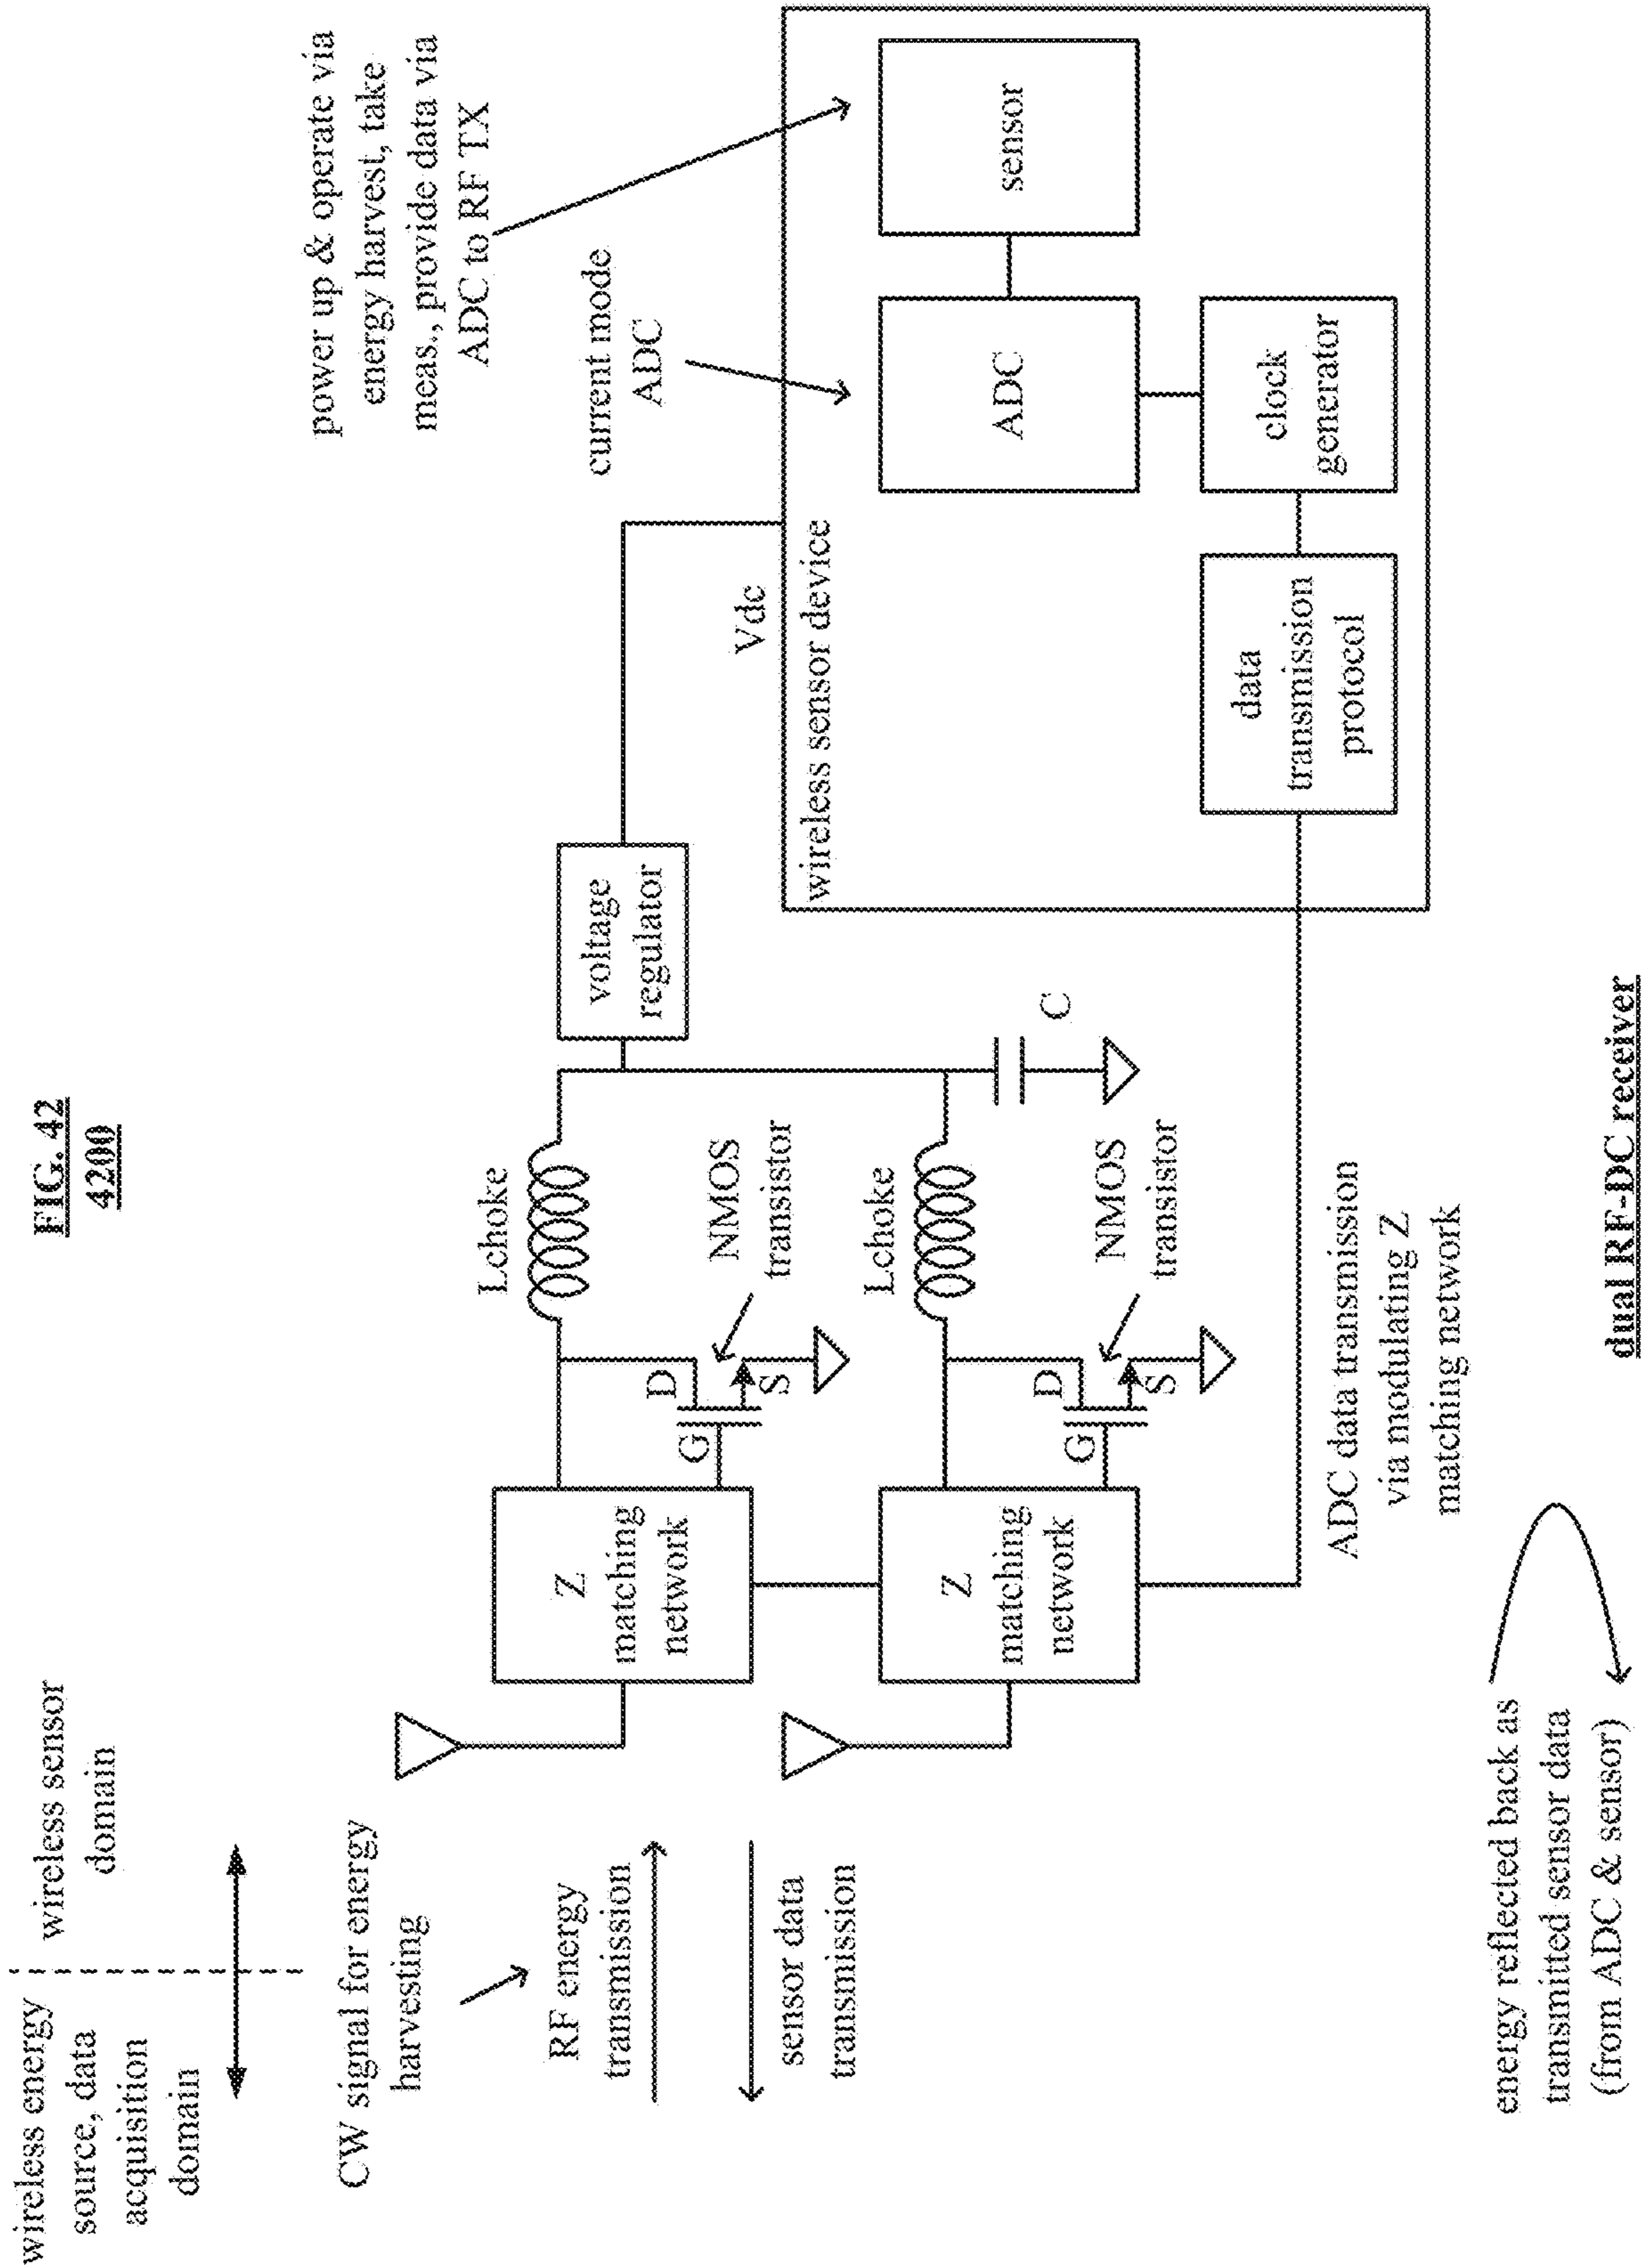 FIG. 42
4200
wireless energy
source, data
acquisition
domain
wireless sensor
domain
CW signal for energy
harvesting
RF energy
transmission
sensor data
transmission
Z
matching
network
Z
matching
network
G
D
S
G
D
S
Lchoke
NMOS
transistor
Lchoke
NMOS
transistor
C
voltage
regulator
Vdc
wireless sensor device
power up & operate via
energy harvest, take
meas., provide data via
ADC to RF TX
current mode
ADC
sensor
ADC
clock
generator
data
transmission
protocol
ADC data transmission
via modulating Z
matching network
energy reflected back as
transmitted sensor data
(from ADC & sensor)
dual RF-DC receiver